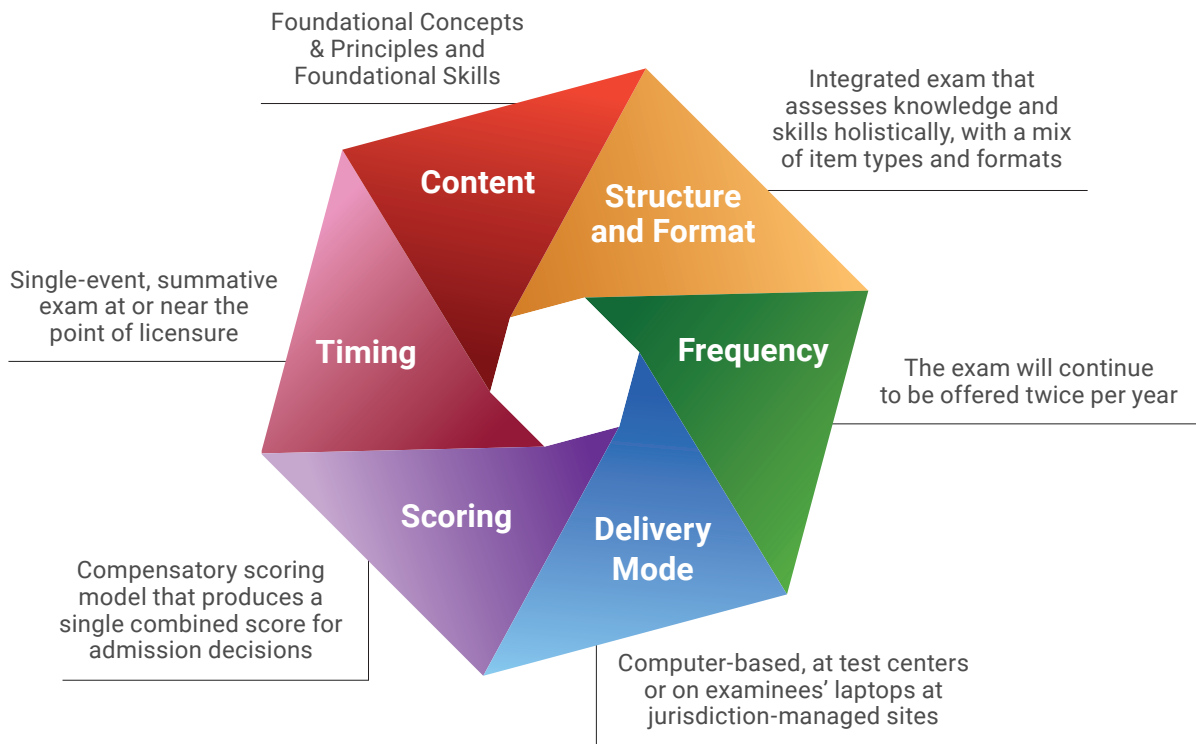 Foundational Concepts
& Principles and
Foundational Skills
Integrated exam that
assesses knowledge and
skills holistically, with a mix
of item types and formats
Content
Structure
and Format
Single-event, summative
exam at or near the
point of licensure
Timing
Frequency
The exam will continue
to be offered twice per year
Scoring
Delivery
Mode
Compensatory scoring
model that produces a
single combined score for
admission decisions
Computer-based, at test centers
or on examinees’ laptops at
jurisdiction-managed sites